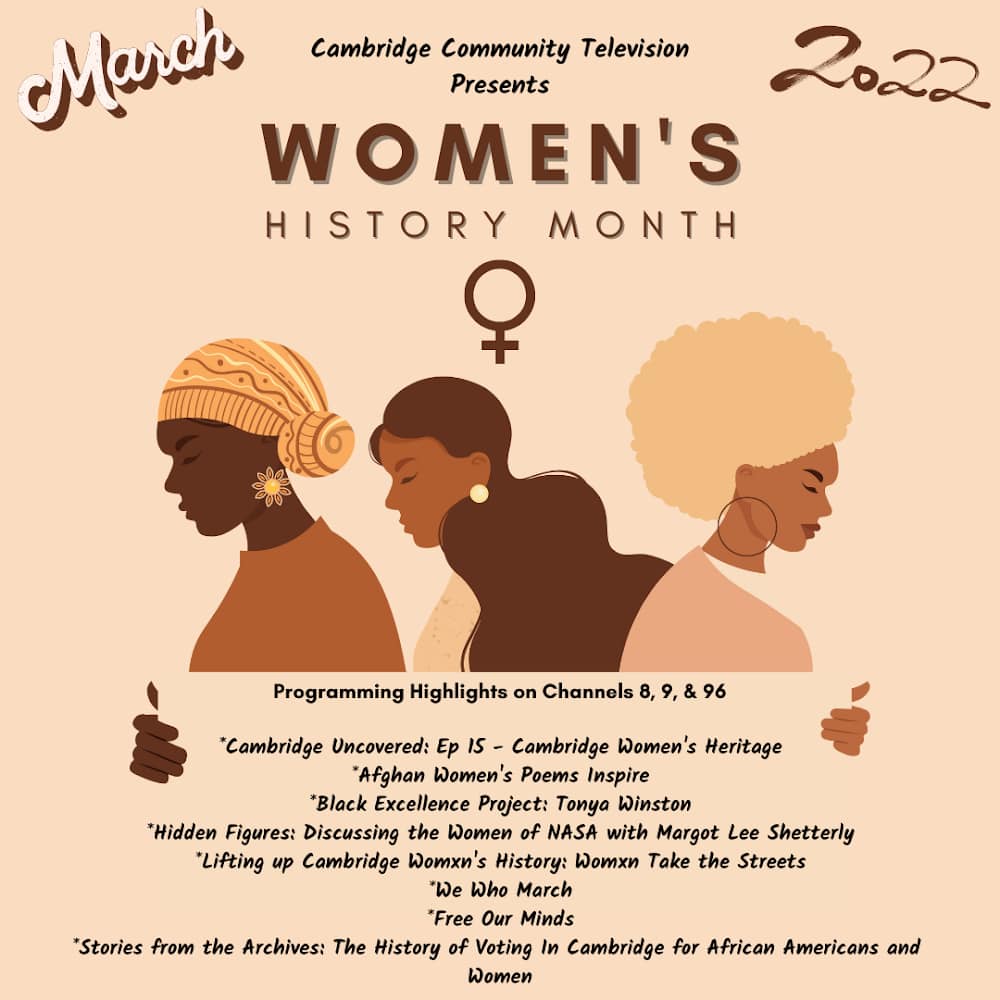 March
Cambridge Community Television
Presents
2022
WOMEN'S
HISTORY MONTH
Programming Highlights on Channels 8, 9, & 96
*Cambridge Uncovered: Ep 15 - Cambridge Women's Heritage
*Afghan Women's Poems Inspire
*Black Excellence Project: Tonya Winston
*Hidden Figures: Discussing the Women of NASA with Margot Lee Shetterly
*Lifting up Cambridge Womxn's History: Womxn Take the Streets
*We Who March
*Free Our Minds
*Stories from the Archives: The History of Voting In Cambridge for African Americans and
Women